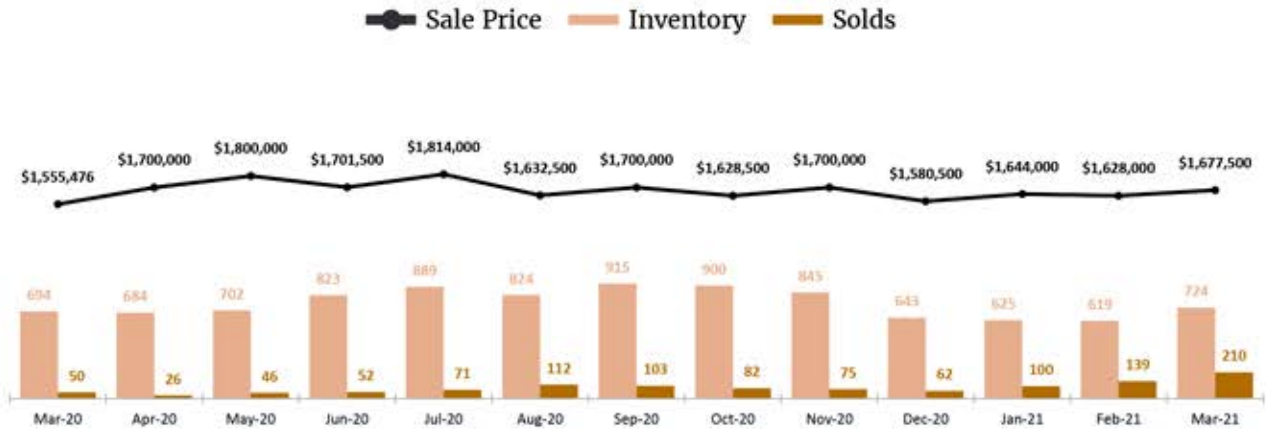 Sale Price Inventory Solds
$1,555,476 $1,700,000 $1,800,000 $1,701,500 $1,814,000 $1,632,500 $1,700,000 $1,628,500 $1,700,000 $1,580,500 $1,644,000 $1,628,000 $1,677,500
694 684 702 823 889 824 915 900 845 643 625 619 724
50 26 46 52 71 112 103 82 75 62 100 139 210
Mar-20 Apr-20 May-20 Jun-20 Jul-20 Aug-20 Sep-20 Oct-20 Nov-20 Dec-20 Jan-21 Feb-21 Mar-21